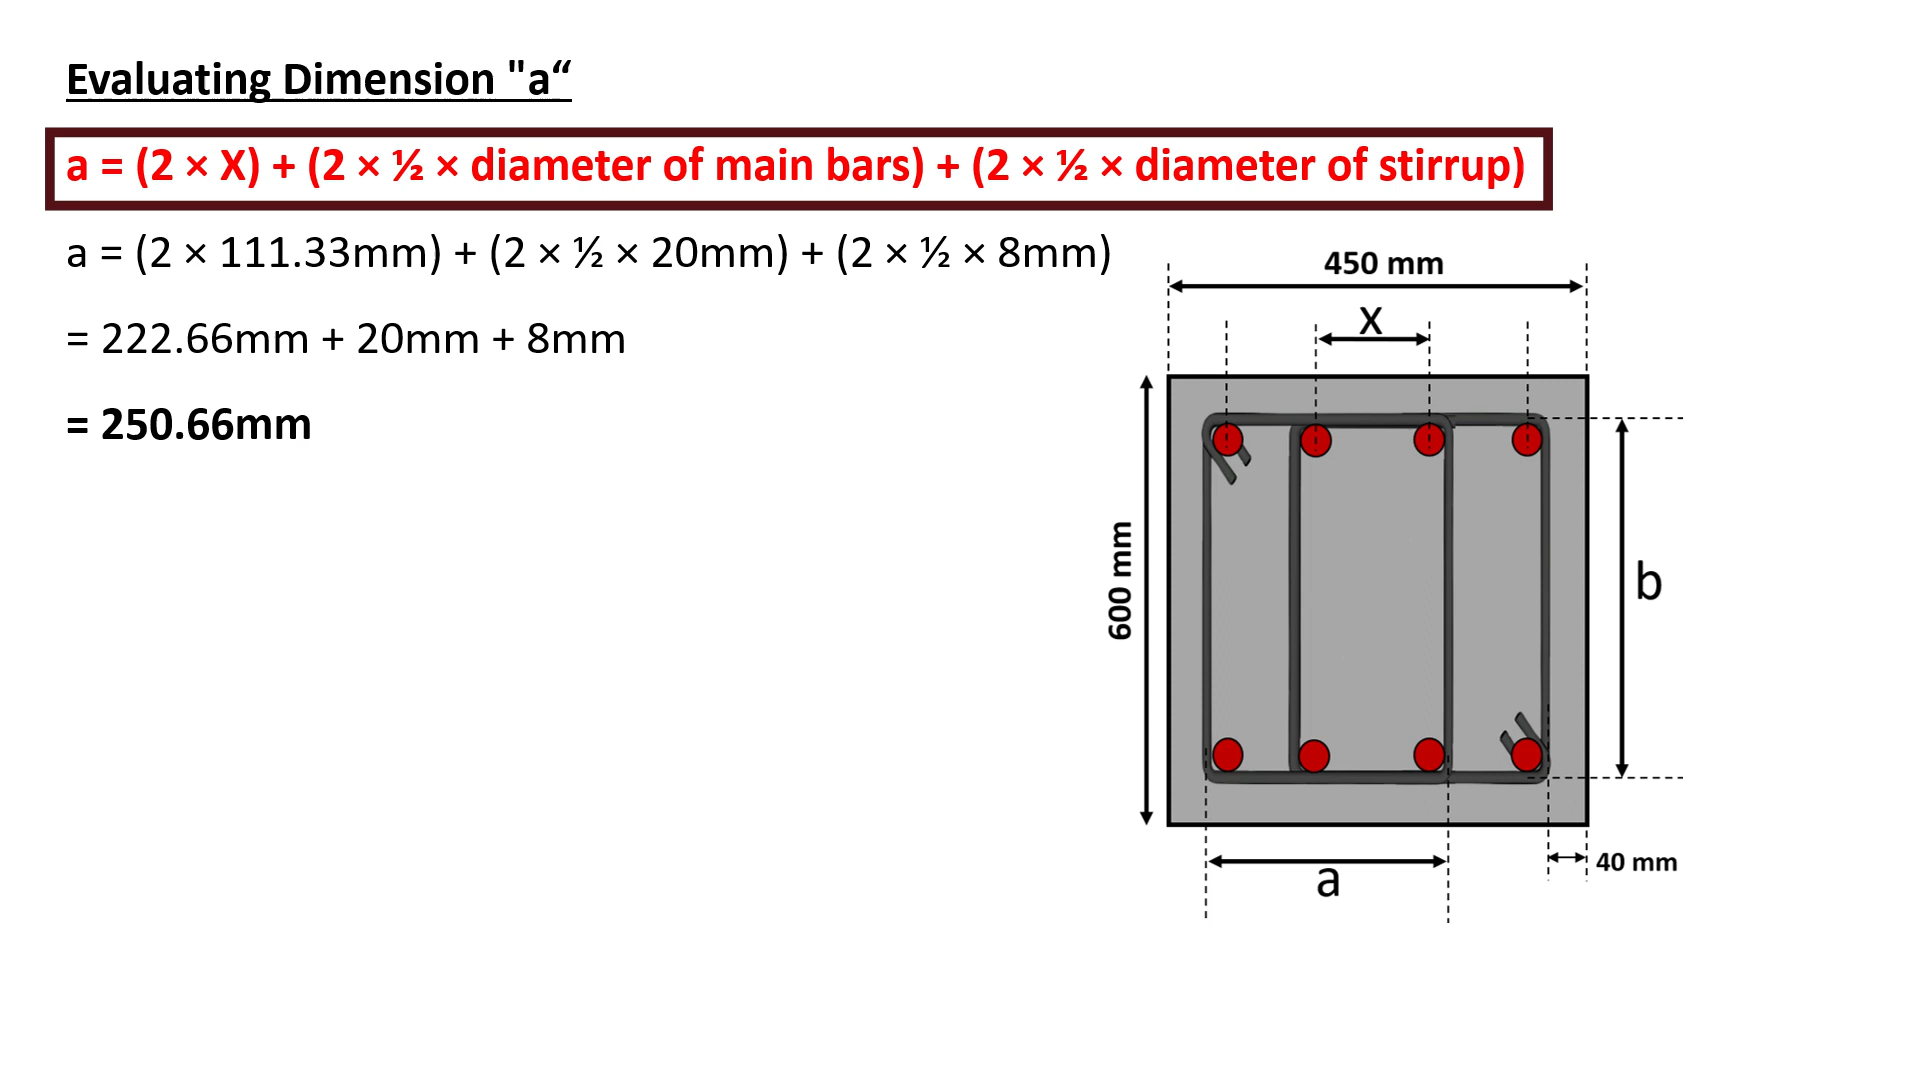 Evaluating Dimension "a“
a = (2 × X) + (2 × ½ × diameter of main bars) + (2 × ½ × diameter of stirrup)
a = (2 × 111.33mm) + (2 × ½ × 20mm) + (2 × ½ × 8mm)
= 222.66mm + 20mm + 8mm
= 250.66mm
450 mm
X
600 mm
b
40 mm
a